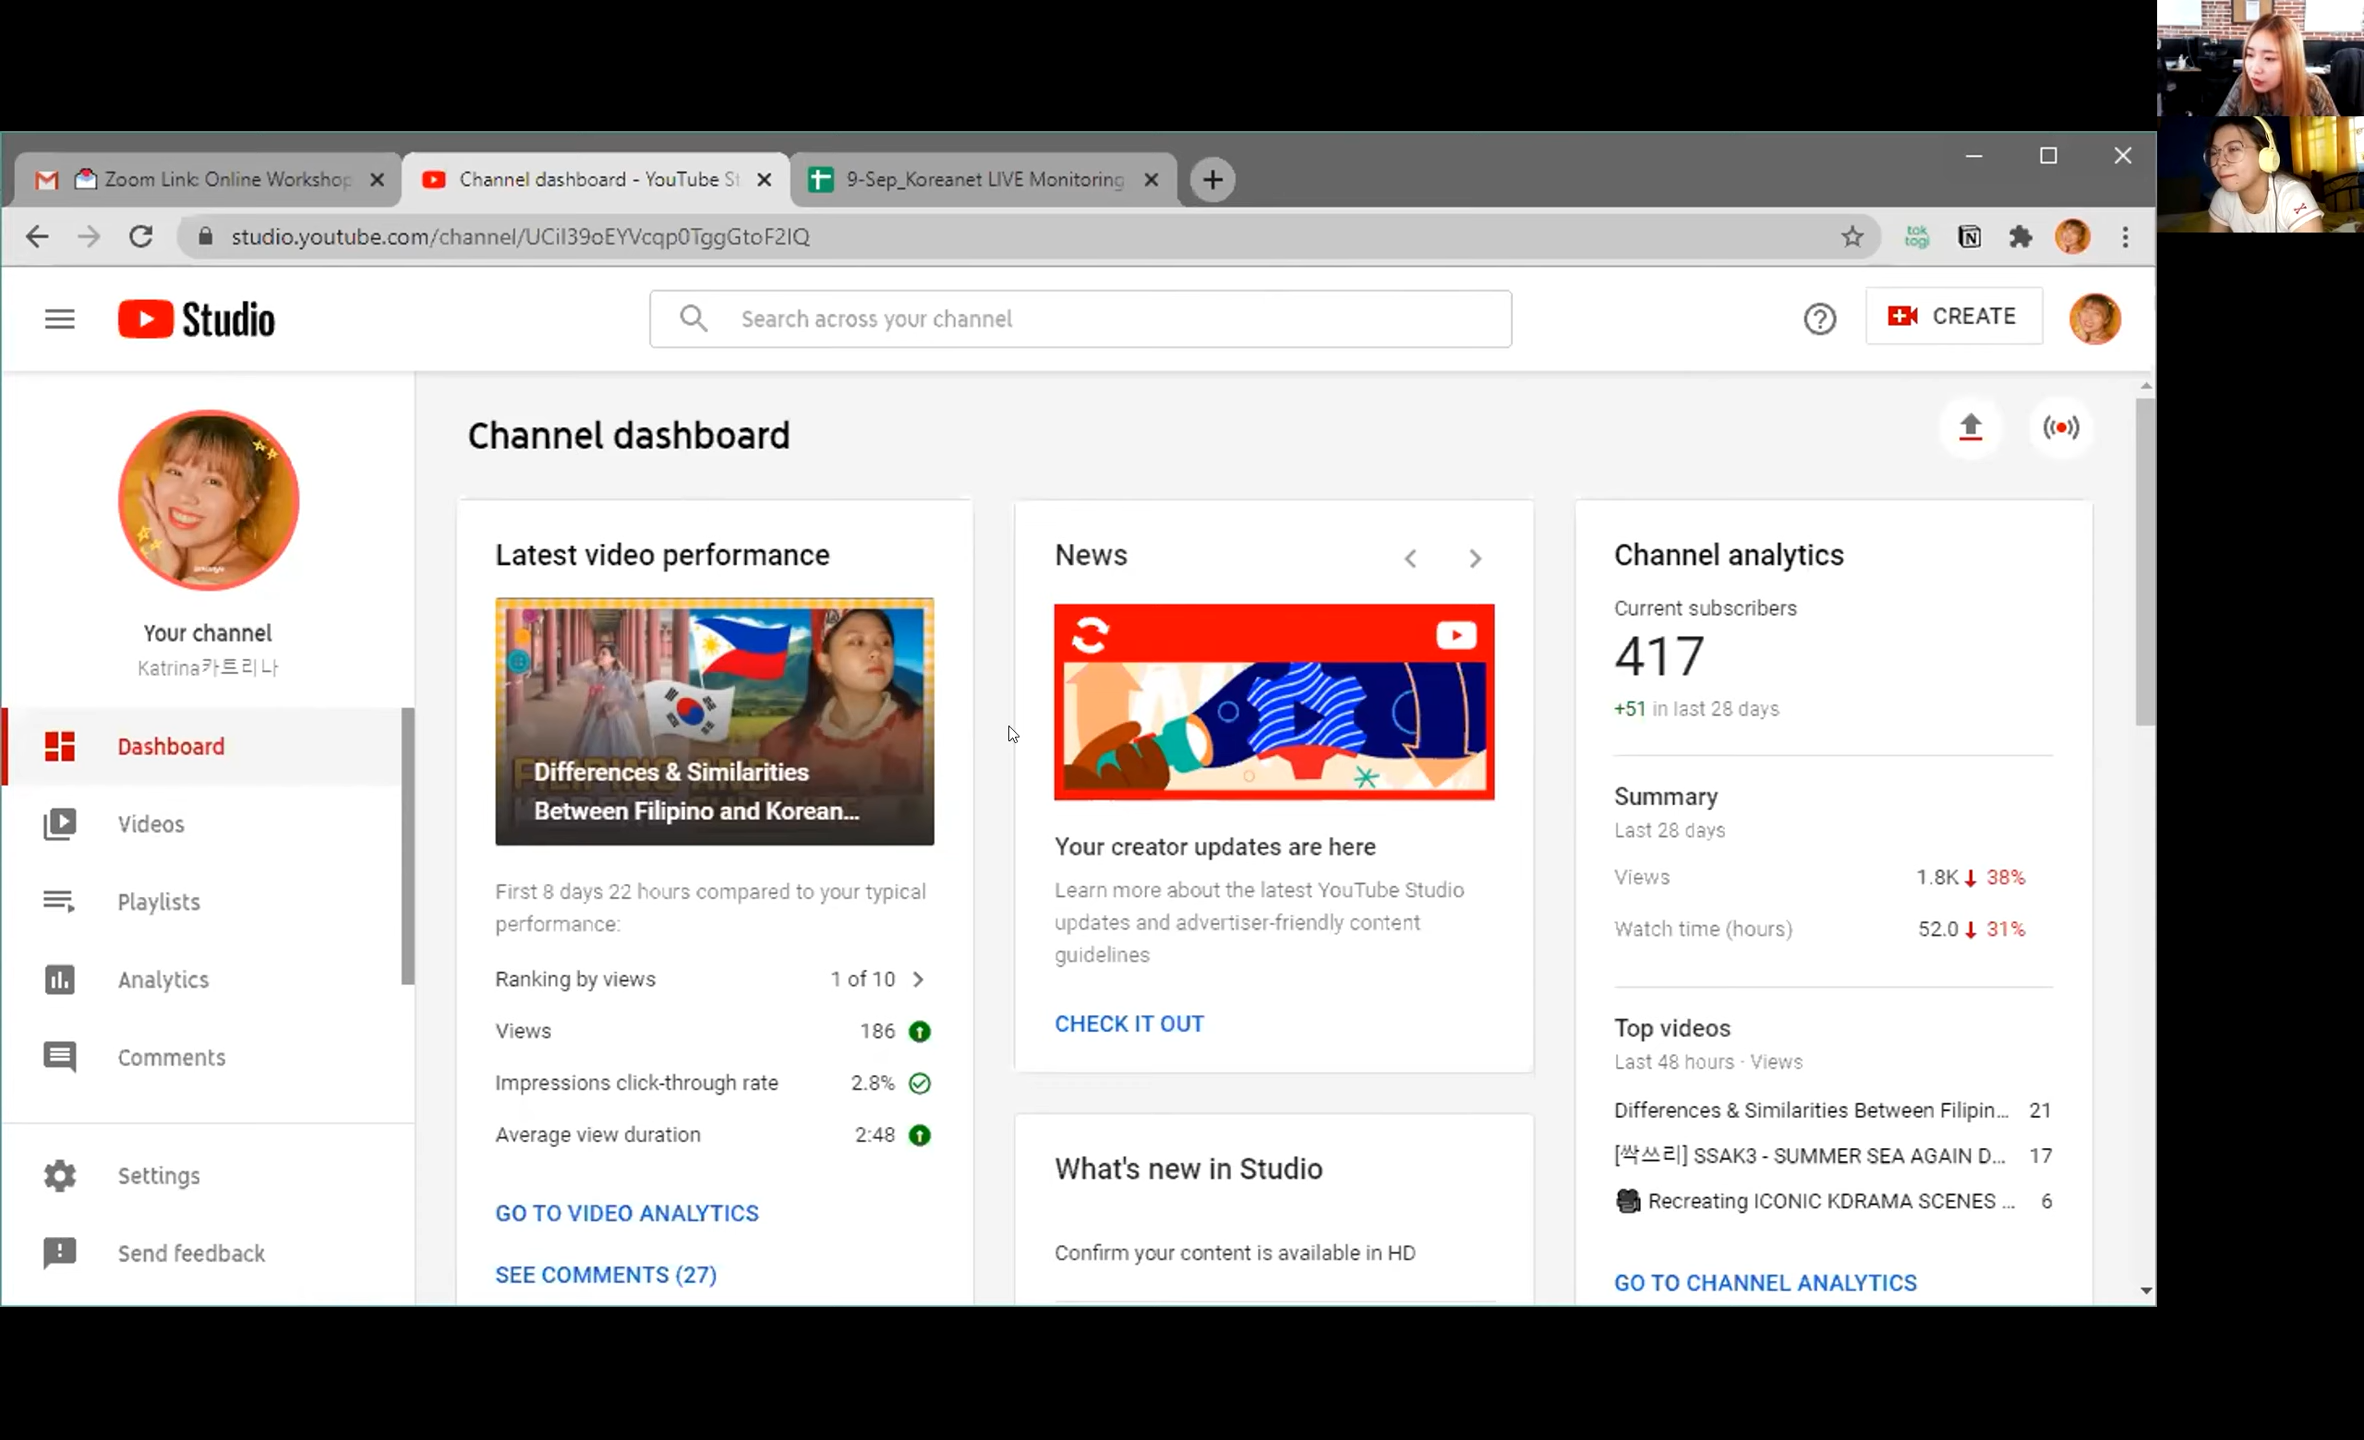 Zoom Link: Online Workshop
Channel dashboard - YouTube St
9-Sep_Koreanet LIVE Monitoring
studio.youtube.com/channel/UCiI39oEYVcqp0TggGtoF2IQ
tok
togi
Studio
Search across your channel
CREATE
Channel dashboard
Your channel
Katrina카트리나
Dashboard
Videos
Playlists
Analytics
Comments
Settings
Send feedback
Latest video performance
Differences & Similarities
Between Filipino and Korean...
First 8 days 22 hours compared to your typical
performance:
Ranking by views 1 of 10
Views 186
Impressions click-through rate 2.8%
Average view duration 2:48
GO TO VIDEO ANALYTICS
SEE COMMENTS (27)
News
Your creator updates are here
Learn more about the latest YouTube Studio
updates and advertiser-friendly content
guidelines
CHECK IT OUT
What's new in Studio
Confirm your content is available in HD
Channel analytics
Current subscribers
417
+51 in last 28 days
Summary
Last 28 days
Views 1.8K 38%
Watch time (hours) 52.0 31%
Top videos
Last 48 hours · Views
Differences & Similarities Between Filipin... 21
[싹쓰리] SSAK3 - SUMMER SEA AGAIN D... 17
Recreating ICONIC KDRAMA SCENES ... 6
GO TO CHANNEL ANALYTICS